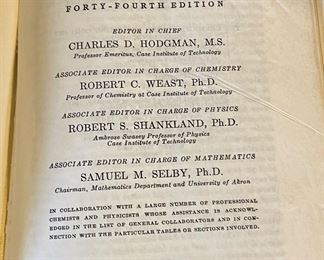 FORTY-FOURTH EDITION
EDITOR IN CHIEF
CHARLES D. HODGMAN, M.S.
Professor Emeritus, Case Institute of Technology
ASSOCIATE EDITOR IN CHARGE OF CHEMISTRY
ROBERT C. WEAST, Ph.D.
Professor of Chemistry at Case Institute of Technology
ASSOCIATE EDITOR IN CHARGE OF PHYSICS
ROBERT S. SHANKLAND, Ph.D.
Ambrose Swasey Professor of Physics
Case Institute of Technology
ASSOCIATE EDITOR IN CHARGE OF MATHEMATICS
SAMUEL M. SELBY, Ph.D.
Chairman, Mathematics Department and University of Akron
IN COLLABORATION WITH A LARGE NUMBER OF PROFESSIONAL
CHEMISTS AND PHYSICISTS WHOSE ASSISTANCE IS ACKNOWL-
EDGED IN THE LIST OF GENERAL COLLABORATORS AND IN CON-
NECTION WITH THE PARTICULAR TABLES OR SECTIONS INVOLVED.